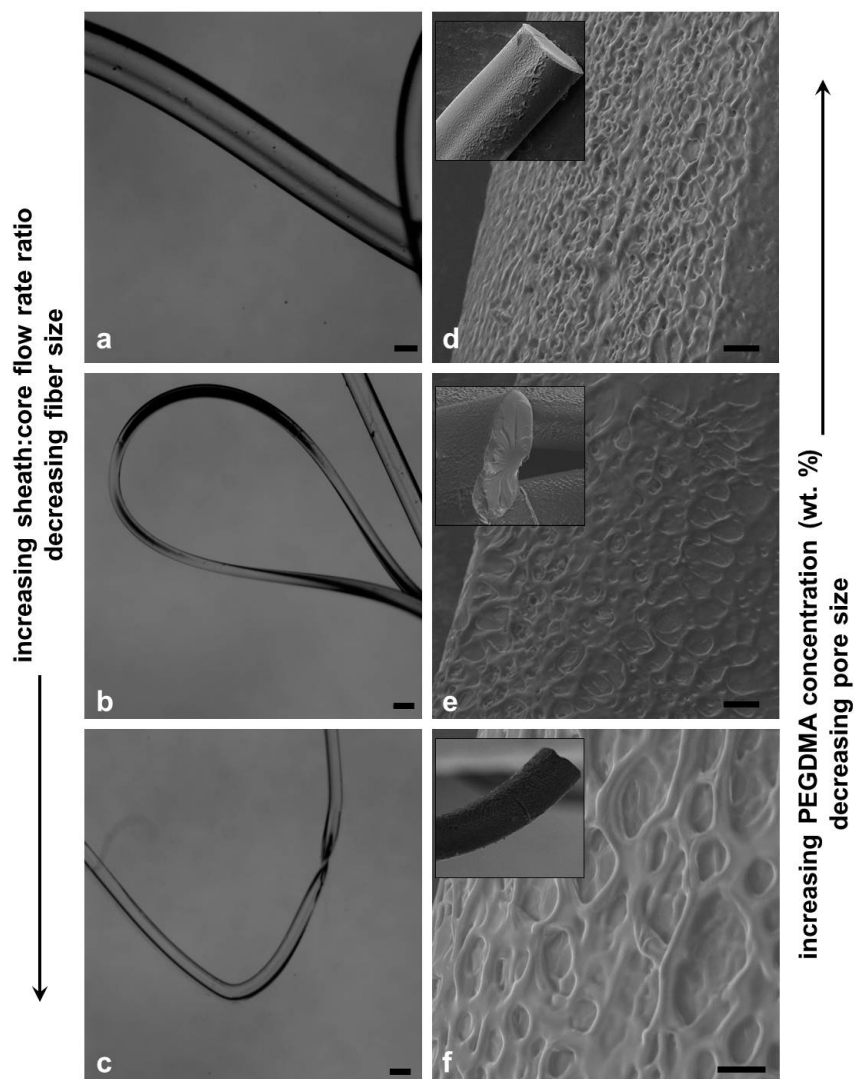 increasing sheath:core flow rate ratio
decreasing fiber size
a
b
c
d
e
f
increasing PEGDMA concentration (wt. %)
decreasing pore size